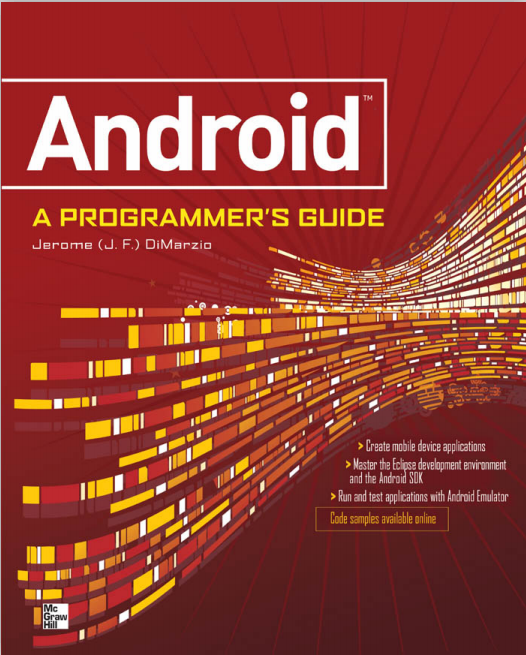 Android™
A PROGRAMMER'S GUIDE
Jerome (J. F.) DiMarzio
> Create mobile device applications
> Master the Eclipse development environment
and the Android SDK
> Run and test applications with Android Emulator
Code samples available online
Mc
Graw
Hill